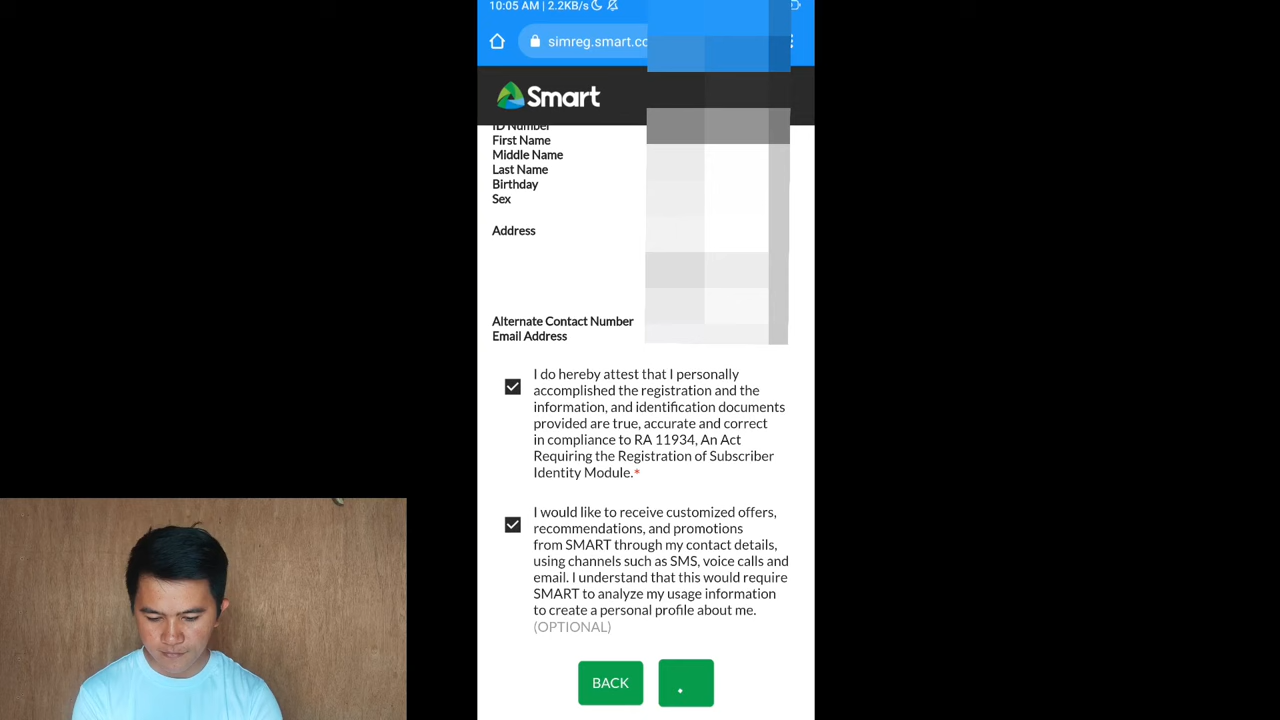 10:05 AM | 2.2KB/s
simreg.smart.co
Smart
ID Number
First Name
Middle Name
Last Name
Birthday
Sex
Address
Alternate Contact Number
Email Address
I do hereby attest that I personally
accomplished the registration and the
information, and identification documents
provided are true, accurate and correct
in compliance to RA 11934, An Act
Requiring the Registration of Subscriber
Identity Module.*
I would like to receive customized offers,
recommendations, and promotions
from SMART through my contact details,
using channels such as SMS, voice calls and
email. I understand that this would require
SMART to analyze my usage information
to create a personal profile about me.
(OPTIONAL)
BACK